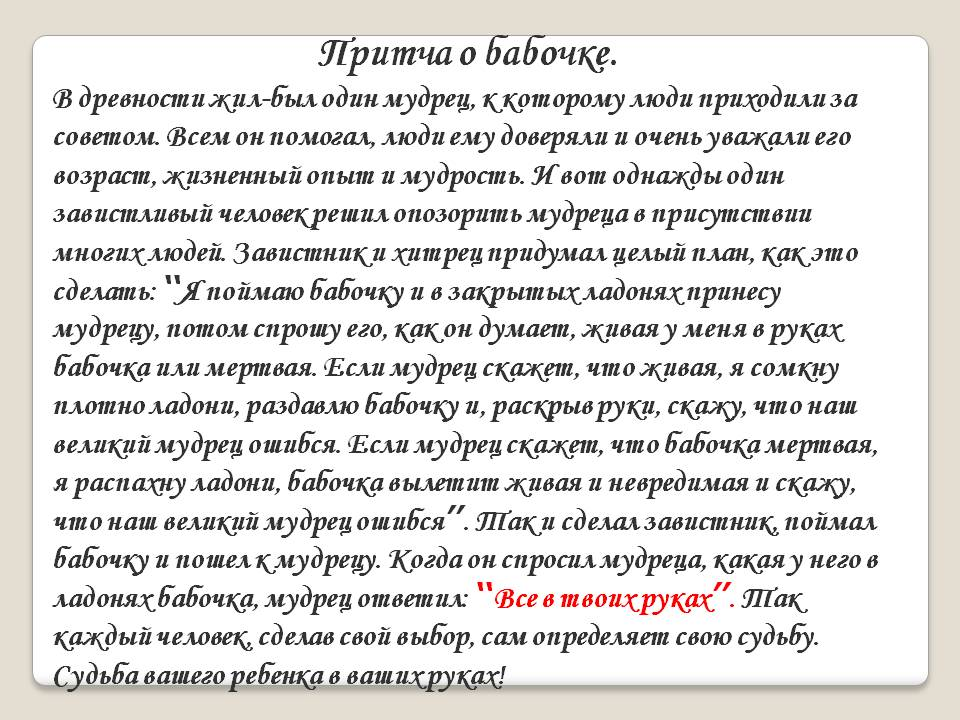 Притча о бабочке.
В древности жил-был один мудрец, к которому люди приходили за
советом. Всем он помогал, люди ему доверяли и очень уважали его
возраст, жизненный опыт и мудрость. И вот однажды один
завистливый человек решил опозорить мудреца в присутствии
многих людей. Завистник и хитрец придумал целый план, как это
сделать: “Я поймаю бабочку и в закрытых ладонях принесу
мудрецу, потом спрошу его, как он думает, живая у меня в руках
бабочка или мертвая. Если мудрец скажет, что живая, я сомкну
плотно ладони, раздавлю бабочку и, раскрыв руки, скажу, что наш
великий мудрец ошибся. Если мудрец скажет, что бабочка мертвая,
я распахну ладони, бабочка вылетит живая и невредимая и скажу,
что наш великий мудрец ошибся”. Так и сделал завистник, поймал
бабочку и пошел к мудрецу. Когда он спросил мудреца, какая у него в
ладонях бабочка, мудрец ответил: “Все в твоих руках”. Так
каждый человек, сделав свой выбор, сам определяет свою судьбу.
Судьба вашего ребенка в ваших руках!